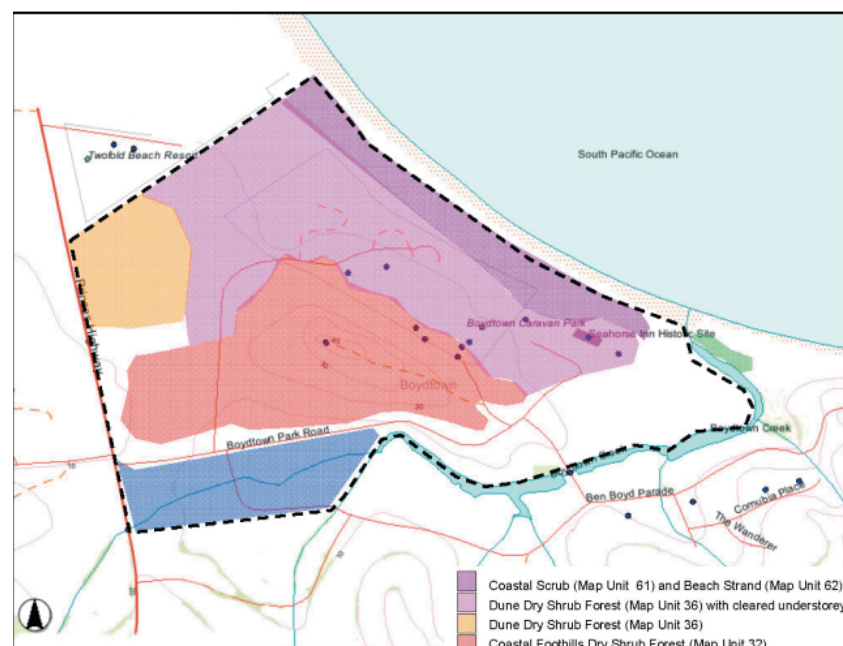 South Pacific Ocean
Twofold Beach Resort
Highway
Boydtown Caravan Park
Seahorse Inn Historic Site
Boydtown
20
Boydtown Park Road
Boydtown Creek
Ben Boyd Parade
Cornubia Place
The Wanderer
Coastal Scrub (Map Unit 61) and Beach Strand (Map Unit 62)
Dune Dry Shrub Forest (Map Unit 36) with cleared understorey
Dune Dry Shrub Forest (Map Unit 36)
Coastal Foothills Dry Shrub Forest (Map Unit 32)